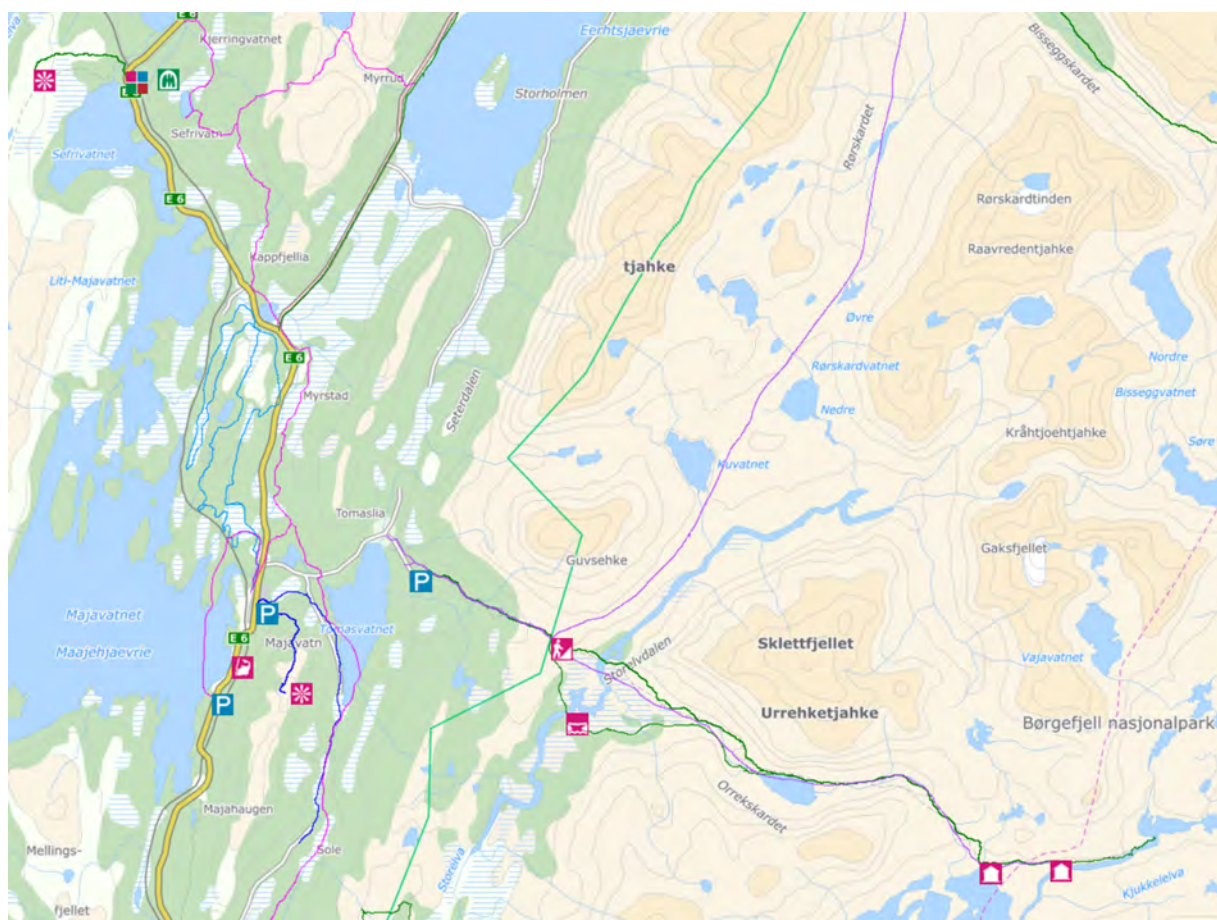 E 6
Kjerringvatnet
Eerhtsjaevrie
Bisseggskardet
Myrrud
Storholmen
Sefrivatn
Rørskardet
Sefrivatnet
E 6
Rørskardtinden
Raavredentjahke
Kappfjellia
tjahke
Litl-Majavatnet
Øvre
Nordre
E 6
Rørskardvatnet
Seterdalen
Bisseggvatnet
Myrstad
Nedre
Kråhtjoehtjahke
Søre
Kuvatnet
Tomaslia
Gaksfjellet
Guvsehke
P
P
Majavatnet
Tomasvatnet
E 6
Majavatn
Sklettfjellet
Maajehjaevrie
Storelvdalen
Vajavatnet
P
Urrehketjahke
Børgefjell nasjonalpark
Majahaugen
Orrekskardet
Mellings-
Sole
Storelva
Kjukkelelva
fjellet